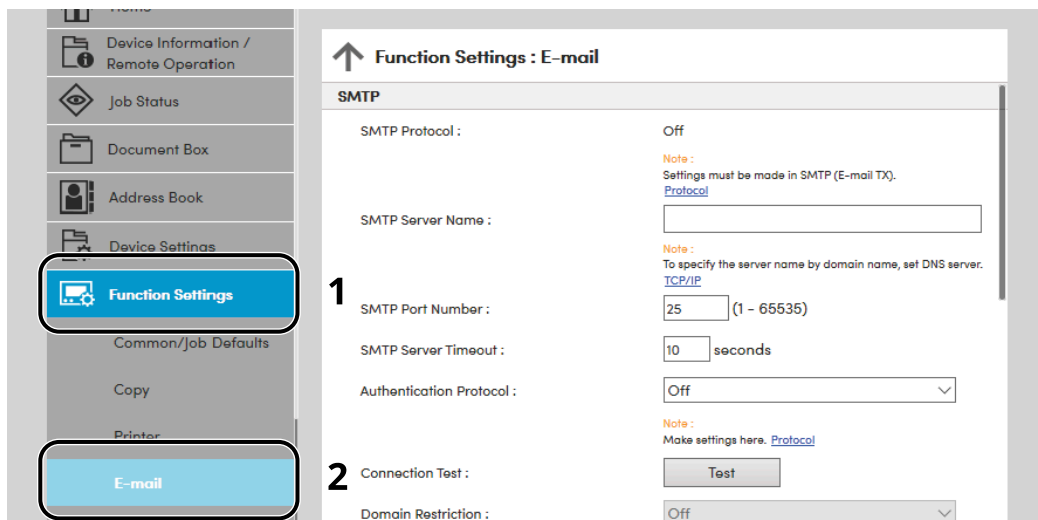 Home
Device Information /
Remote Operation
Job Status
Document Box
Address Book
Device Settings
Function Settings
1
Common/Job Defaults
Copy
Printer
E-mail
2
Function Settings : E-mail
SMTP
SMTP Protocol : Off
Note :
Settings must be made in SMTP (E-mail TX).
Protocol
SMTP Server Name :
Note :
To specify the server name by domain name, set DNS server.
TCP/IP
SMTP Port Number : 25 (1 - 65535)
SMTP Server Timeout : 10 seconds
Authentication Protocol : Off
Note :
Make settings here. Protocol
Connection Test : Test
Domain Restriction : Off